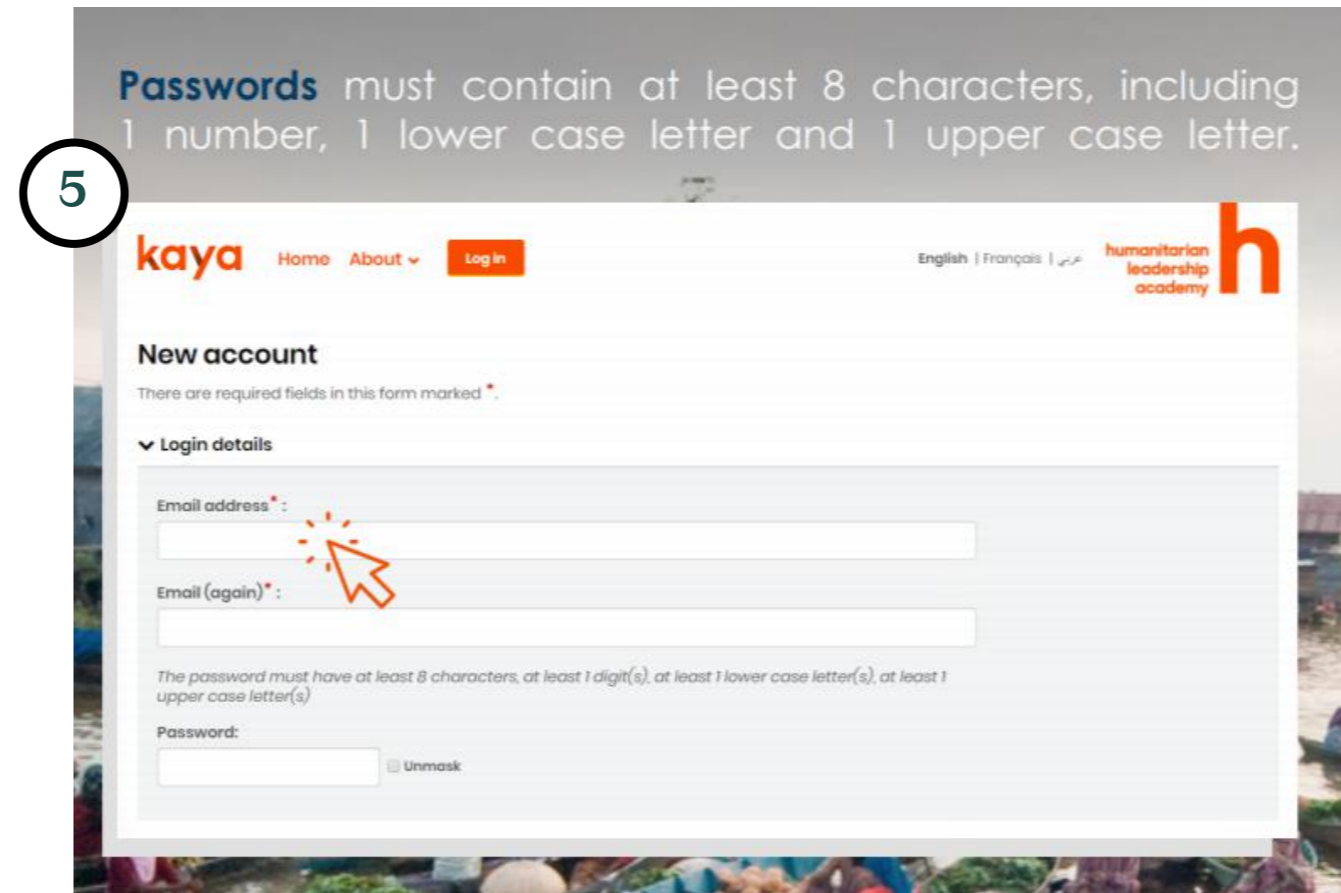 Passwords must contain at least 8 characters, including
1 number, 1 lower case letter and 1 upper case letter.
5
kaya Home About Log in English | Français | عربي
humanitarian
leadership
academy
h
New account
There are required fields in this form marked *.
Login details
Email address* :
Email (again)* :
The password must have at least 8 characters, at least 1 digit(s), at least 1 lower case letter(s), at least 1
upper case letter(s)
Password:
Unmask